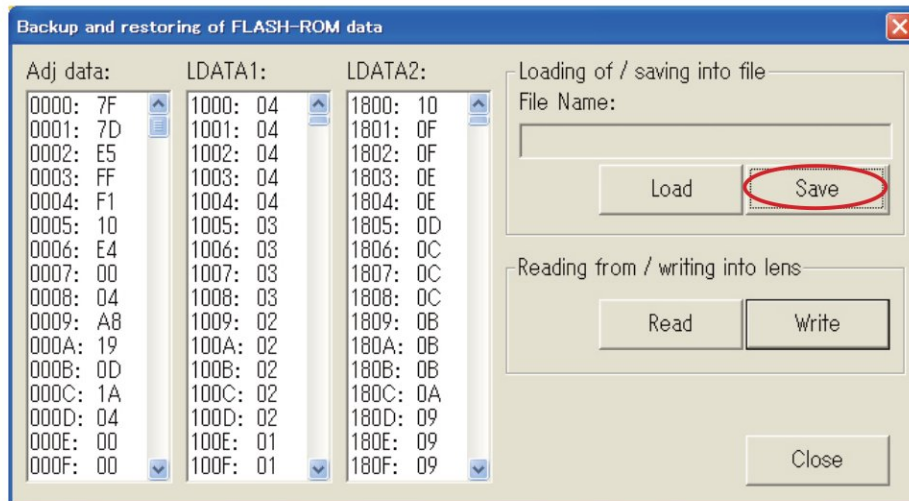 Backup and restoring of FLASH-ROM data
Adj data:
0000: 7F
0001: 7D
0002: E5
0003: FF
0004: F1
0005: 10
0006: E4
0007: 00
0008: 04
0009: A8
000A: 19
000B: 0D
000C: 1A
000D: 04
000E: 00
000F: 00
LDATA1:
1000: 04
1001: 04
1002: 04
1003: 04
1004: 04
1005: 03
1006: 03
1007: 03
1008: 03
1009: 02
100A: 02
100B: 02
100C: 02
100D: 02
100E: 01
100F: 01
LDATA2:
1800: 10
1801: 0F
1802: 0F
1803: 0E
1804: 0E
1805: 0D
1806: 0C
1807: 0C
1808: 0C
1809: 0B
180A: 0B
180B: 0B
180C: 0A
180D: 09
180E: 09
180F: 09
Loading of / saving into file
File Name:
Load
Save
Reading from / writing into lens
Read
Write
Close